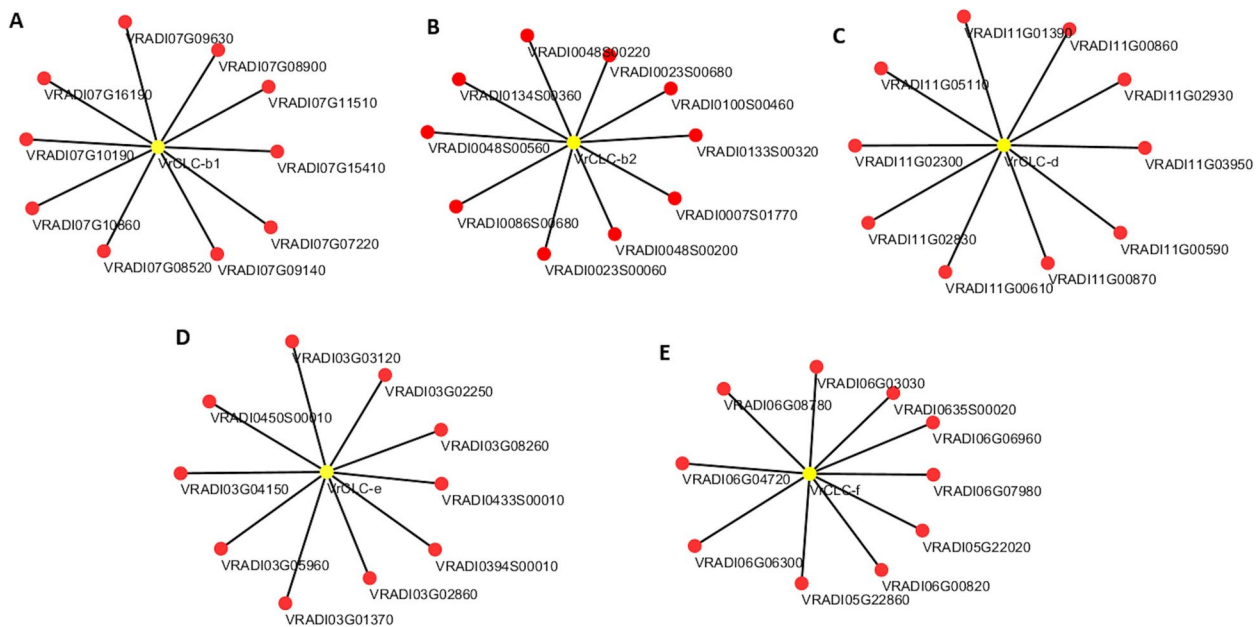 A
VRADI07G09630
VRADI07G08900
VRADI07G16190
VRADI07G11510
VRADI07G10190
VrCLC-b1
VRADI07G15410
VRADI07G10860
VRADI07G07220
VRADI07G08520
VRADI07G09140
B
VRADI0048S00220
VRADI0023S00680
VRADI0134S00360
VRADI0100S00460
VRADI0048S00560
VrCLC-b2
VRADI0133S00320
VRADI0086S00680
VRADI0007S01770
VRADI0048S00200
VRADI0023S00060
C
VRADI11G01390
VRADI11G00860
VRADI11G05110
VRADI11G02930
VRADI11G02300
VrCLC-d
VRADI11G03950
VRADI11G02830
VRADI11G00590
VRADI11G00610
VRADI11G00870
D
VRADI03G03120
VRADI03G02250
VRADI0450S00010
VRADI03G08260
VRADI03G04150
VrCLC-e
VRADI0433S00010
VRADI03G05960
VRADI0394S00010
VRADI03G02860
VRADI03G01370
E
VRADI06G03030
VRADI06G08780
VRADI0635S00020
VRADI06G06960
VRADI06G04720
VrCLC-f
VRADI06G07980
VRADI05G22020
VRADI06G06300
VRADI06G00820
VRADI05G22860